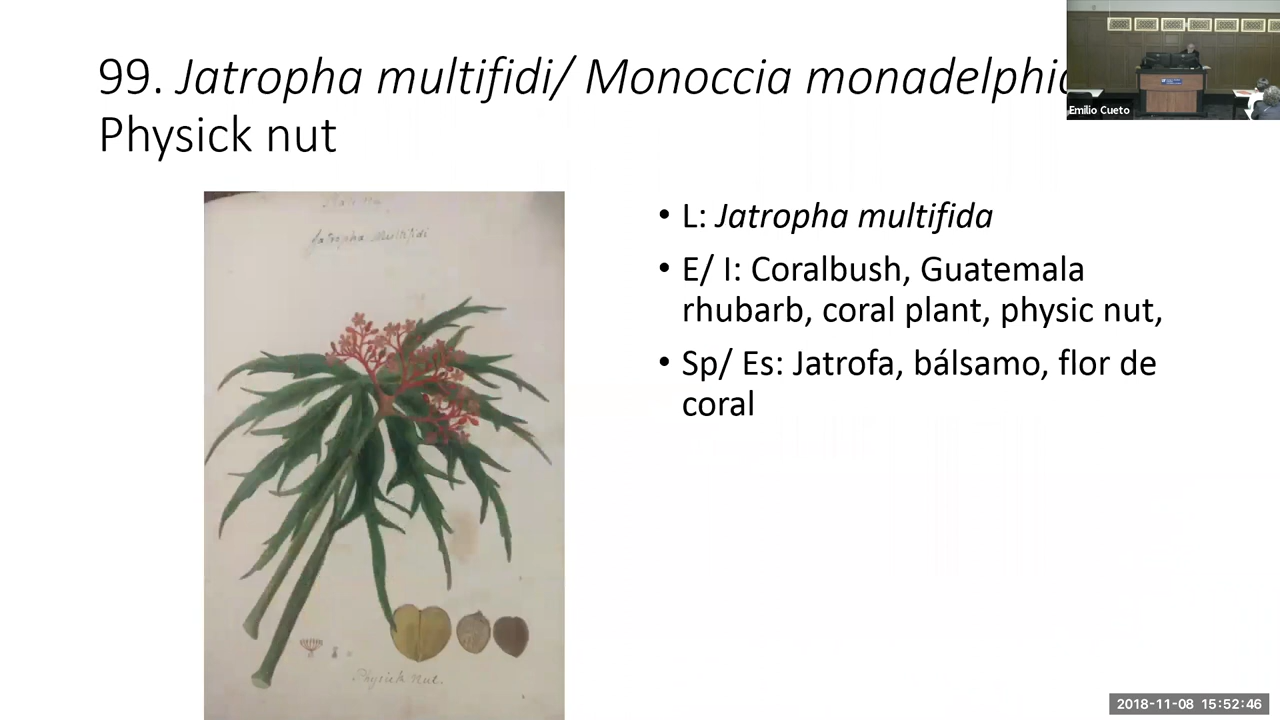 99. Jatropha multifidi/ Monoccia monadelphia
Physick nut
Emilio Cueto
Jatropha Multifidi
Physick Nut.
• L: Jatropha multifida
• E/ I: Coralbush, Guatemala
rhubarb, coral plant, physic nut,
• Sp/ Es: Jatrofa, bálsamo, flor de
coral
2018-11-08 15:52:46